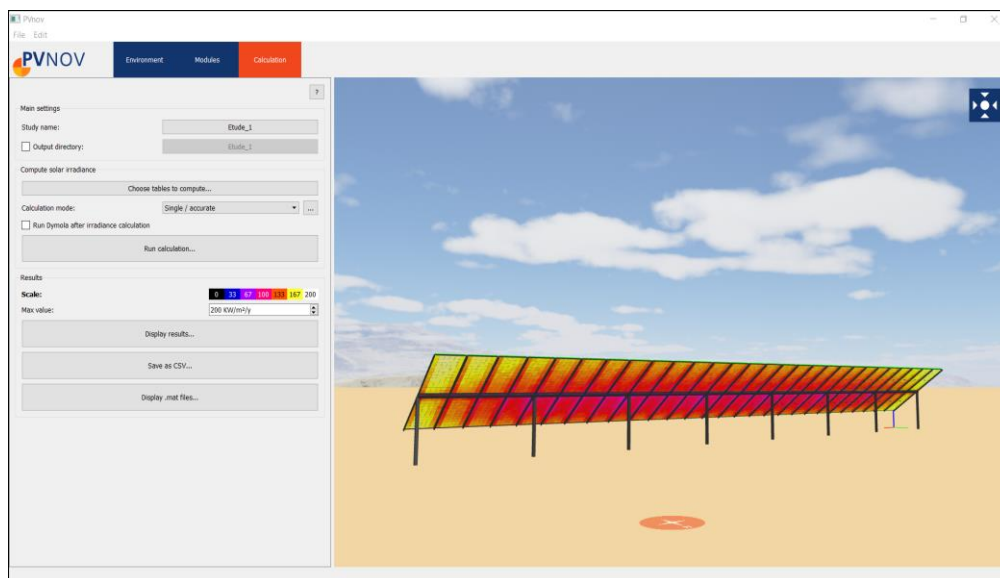 PVnov
File Edit
PVNOV
Environment Modules Calculation
?
Main settings
Study name: Etude_1
Output directory: Etude_1
Compute solar irradiance
Choose tables to compute...
Calculation mode: Single / accurate ...
Run Dymola after irradiance calculation
Run calculation...
Results
Scale: 0 33 67 100 133 167 200
Max value: 200 KW/m²/y
Display results...
Save as CSV...
Display .mat files...